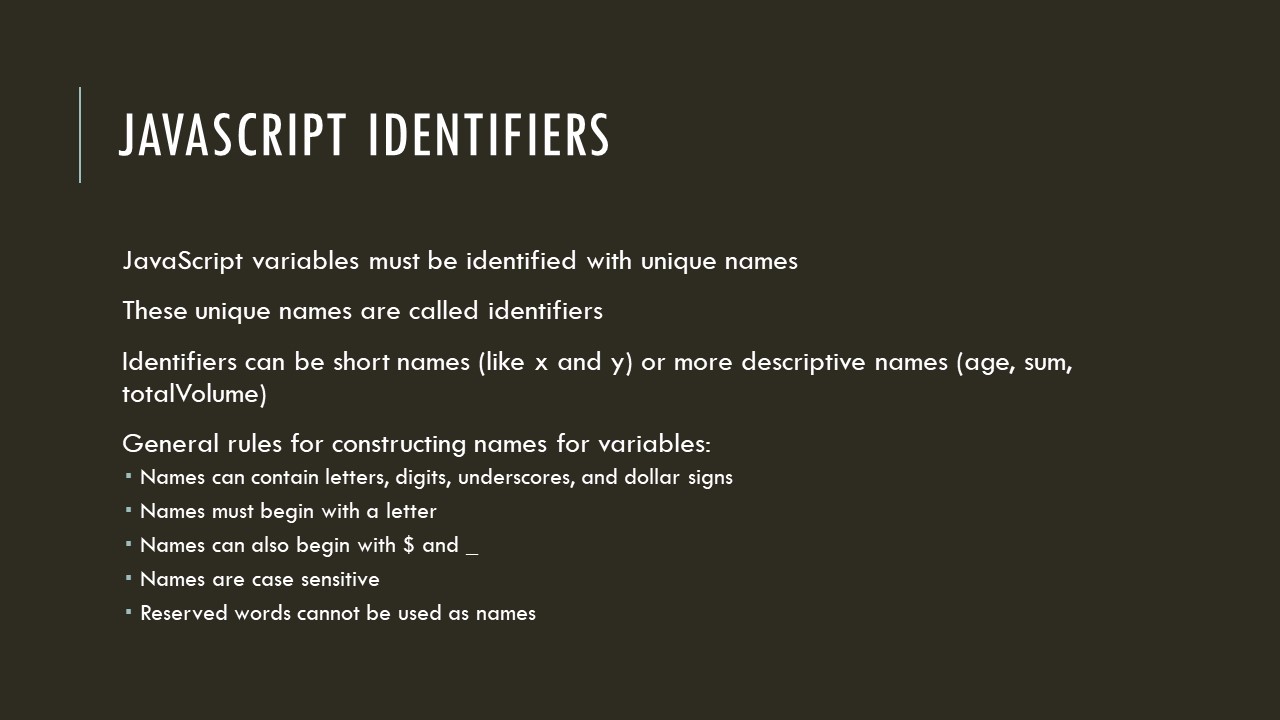 JAVASCRIPT IDENTIFIERS
JavaScript variables must be identified with unique names
These unique names are called identifiers
Identifiers can be short names (like x and y) or more descriptive names (age, sum,
totalVolume)
General rules for constructing names for variables:
▪ Names can contain letters, digits, underscores, and dollar signs
▪ Names must begin with a letter
▪ Names can also begin with $ and _
▪ Names are case sensitive
▪ Reserved words cannot be used as names